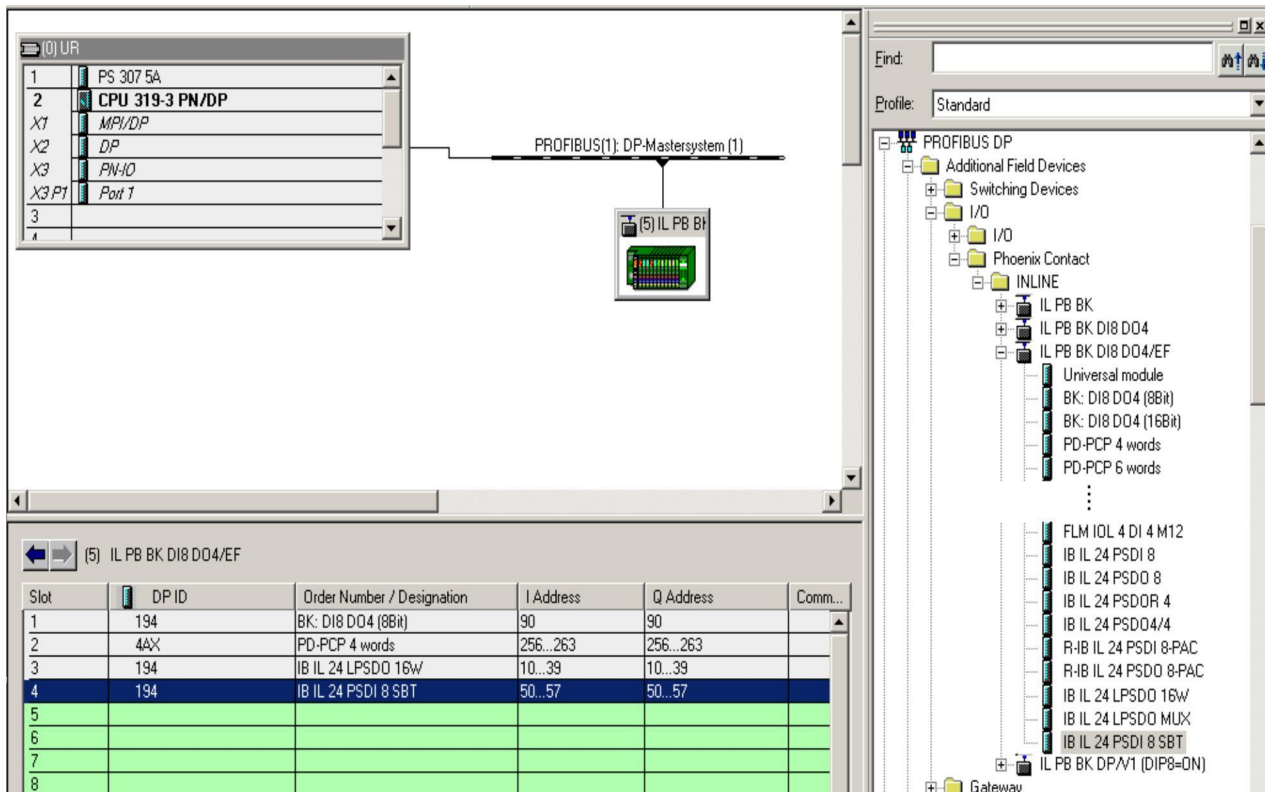 (0) UR
1 PS 307 5A
2 CPU 319-3 PN/DP
X1 MPI/DP
X2 DP
X3 PN-IO
X3 P1 Port 1
3
4
PROFIBUS(1): DP-Mastersystem (1)
(5) IL PB BK
(5) IL PB BK DI8 DO4/EF
Slot DP ID Order Number / Designation I Address Q Address Comm...
1 194 BK: DI8 DO4 (8Bit) 90 90
2 4AX PD-PCP 4 words 256...263 256...263
3 194 IB IL 24 LPSDO 16W 10...39 10...39
4 194 IB IL 24 PSDI 8 SBT 50...57 50...57
5
6
7
8
Find:
Profile: Standard
PROFIBUS DP
Additional Field Devices
Switching Devices
I/O
I/O
Phoenix Contact
INLINE
IL PB BK
IL PB BK DI8 DO4
IL PB BK DI8 DO4/EF
Universal module
BK: DI8 DO4 (8Bit)
BK: DI8 DO4 (16Bit)
PD-PCP 4 words
PD-PCP 6 words
FLM IOL 4 DI 4 M12
IB IL 24 PSDI 8
IB IL 24 PSDO 8
IB IL 24 PSDOR 4
IB IL 24 PSDO4/4
R-IB IL 24 PSDI 8-PAC
R-IB IL 24 PSDO 8-PAC
IB IL 24 LPSDO 16W
IB IL 24 LPSDO MUX
IB IL 24 PSDI 8 SBT
IL PB BK DP/V1 (DIP8=ON)
Gateway